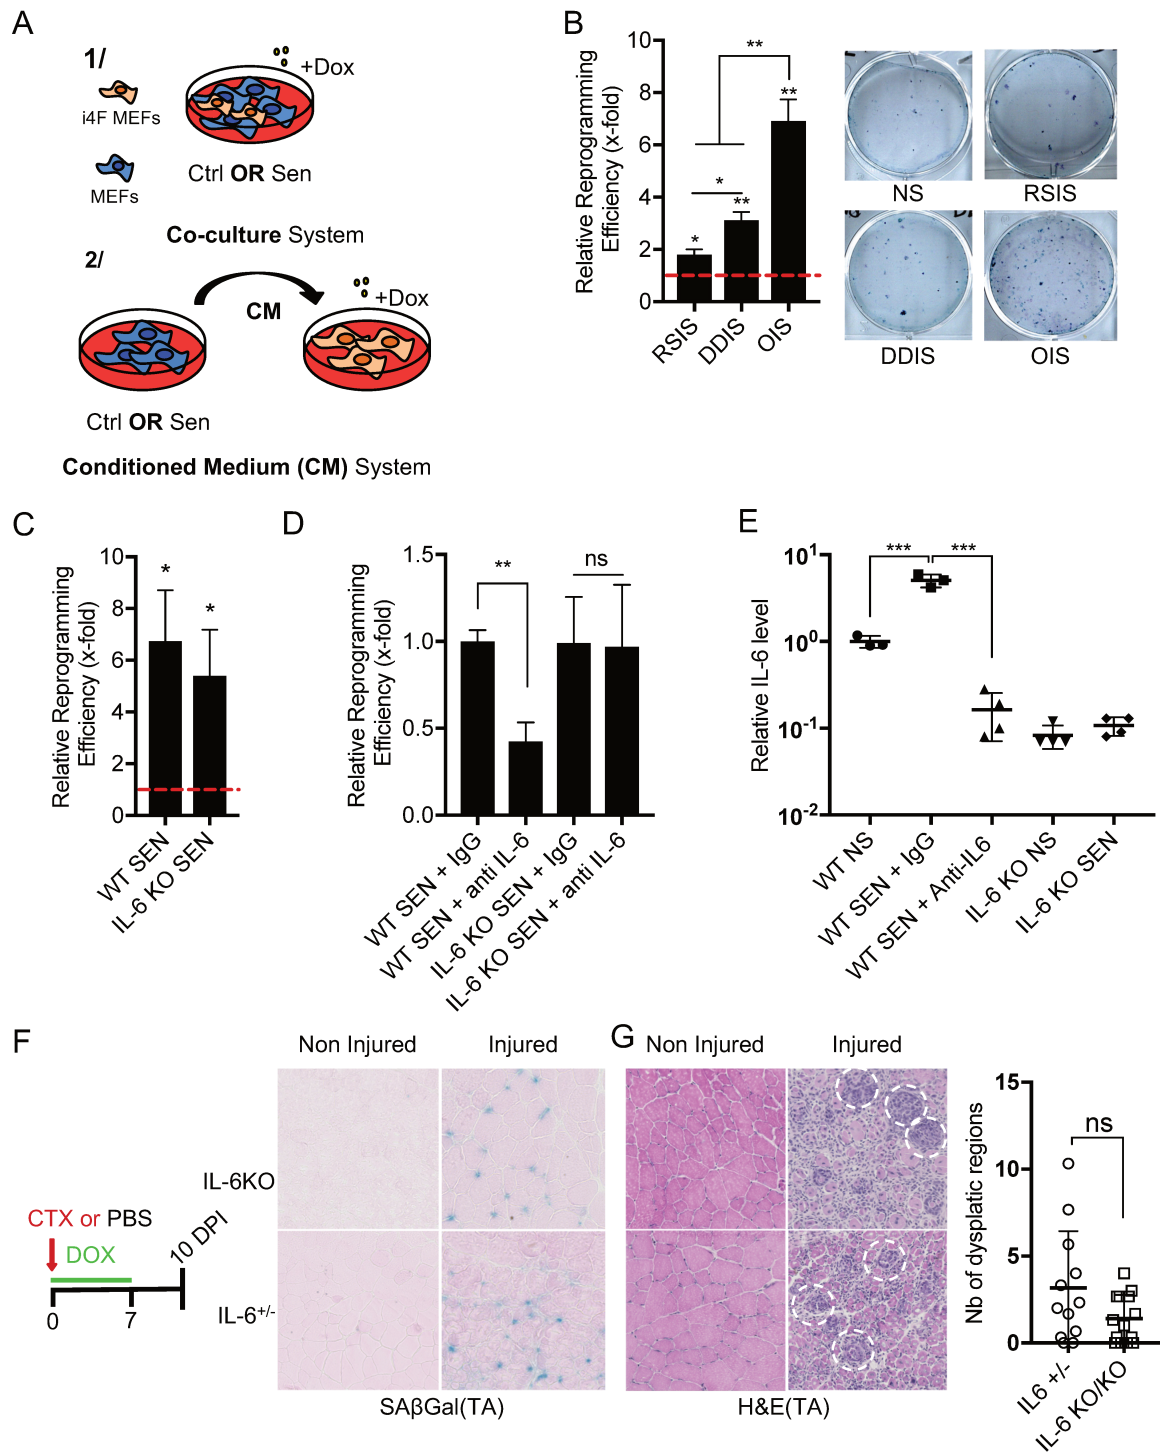 A
1/
+Dox
i4F MEFs
MEFs
Ctrl OR Sen
Co-culture System
2/
+Dox
CM
Ctrl OR Sen
Conditioned Medium (CM) System
B
Relative Reprogramming
Efficiency (x-fold)
10
8
6
4
2
0
**
**
*
**
*
RSIS
DDIS
OIS
NS
RSIS
DDIS
OIS
C
Relative Reprogramming
Efficiency (x-fold)
10
8
6
4
2
0
*
*
WT SEN
IL-6 KO SEN
D
Relative Reprogramming
Efficiency (x-fold)
1.5
1.0
0.5
0.0
**
ns
WT SEN + IgG
WT SEN + anti IL-6
IL-6 KO SEN + IgG
IL-6 KO SEN + anti IL-6
E
Relative IL-6 level
10¹
10⁰
10⁻¹
10⁻²
***
***
WT NS
WT SEN + IgG
WT SEN + Anti-IL6
IL-6 KO NS
IL-6 KO SEN
F
CTX or PBS
DOX
10 DPI
0
7
Non Injured
Injured
IL-6KO
IL-6⁺/⁻
SAβGal(TA)
G
Non Injured
Injured
H&E(TA)
Nb of dysplatic regions
15
10
5
0
ns
IL6 +/-
IL-6 KO/KO